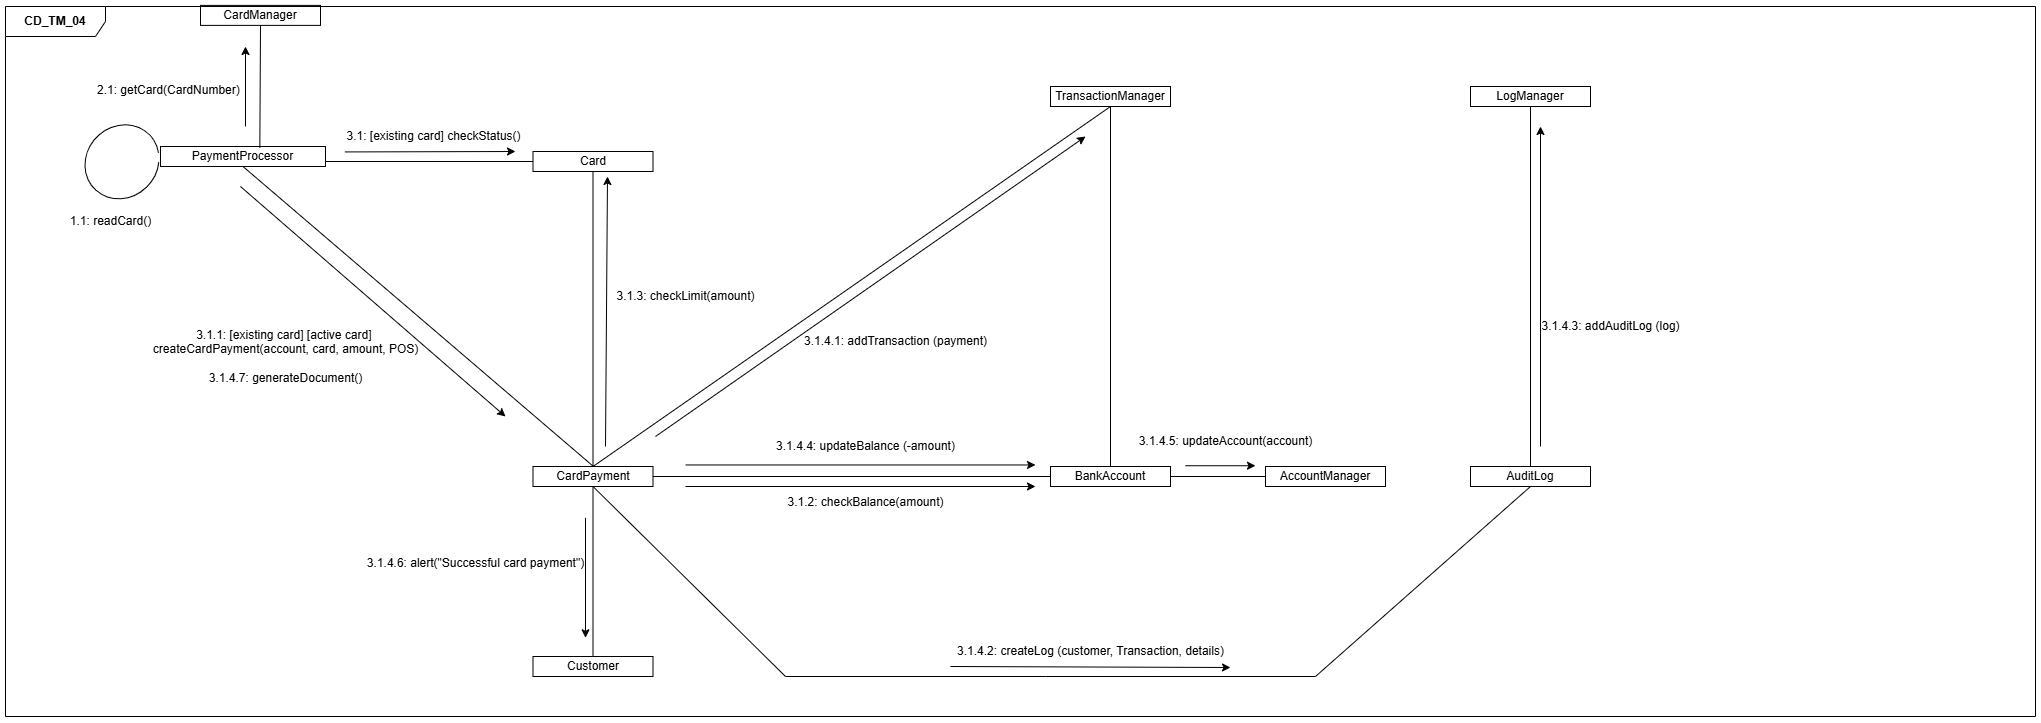 CD_TM_04
CardManager
2.1: getCard(CardNumber)
TransactionManager
LogManager
3.1: [existing card] checkStatus()
PaymentProcessor
Card
1.1: readCard()
3.1.3: checkLimit(amount)
3.1.4.3: addAuditLog (log)
3.1.1: [existing card] [active card]
createCardPayment(account, card, amount, POS)
3.1.4.1: addTransaction (payment)
3.1.4.7: generateDocument()
3.1.4.4: updateBalance (-amount)
3.1.4.5: updateAccount(account)
CardPayment
BankAccount
AccountManager
AuditLog
3.1.2: checkBalance(amount)
3.1.4.6: alert("Successful card payment")
3.1.4.2: createLog (customer, Transaction, details)
Customer